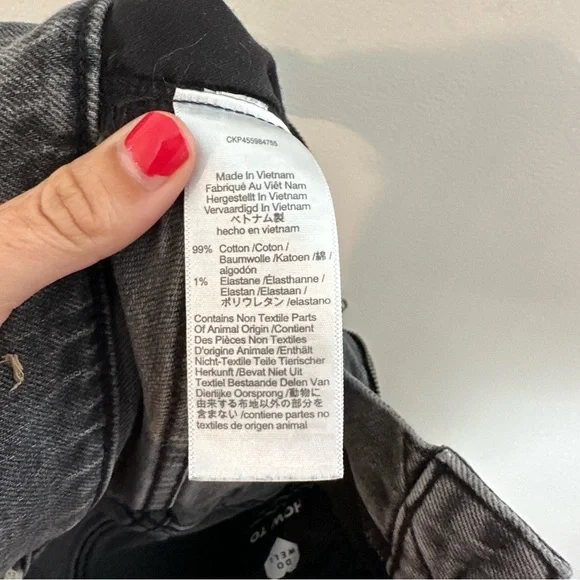 CKP455984755
Made In Vietnam
Fabriqué Au Viêt Nam
Hergestellt In Vietnam
Vervaardigd In Vietnam
ベトナム製
hecho en vietnam
99% Cotton /Coton /
Baumwolle /Katoen /綿 /
algodón
1% Elastane /Élasthanne /
Elastan /Elastaan /
ポリウレタン /elastano
Contains Non Textile Parts
Of Animal Origin /Contient
Des Pièces Non Textiles
D'origine Animale /Enthält
Nicht-Textile Teile Tierischer
Herkunft /Bevat Niet Uit
Textiel Bestaande Delen Van
Dierlijke Oorsprong /動物に
由来する布地以外の部分を
含まない /contiene partes no
textiles de origen animal
HOW TO
DO
WELL